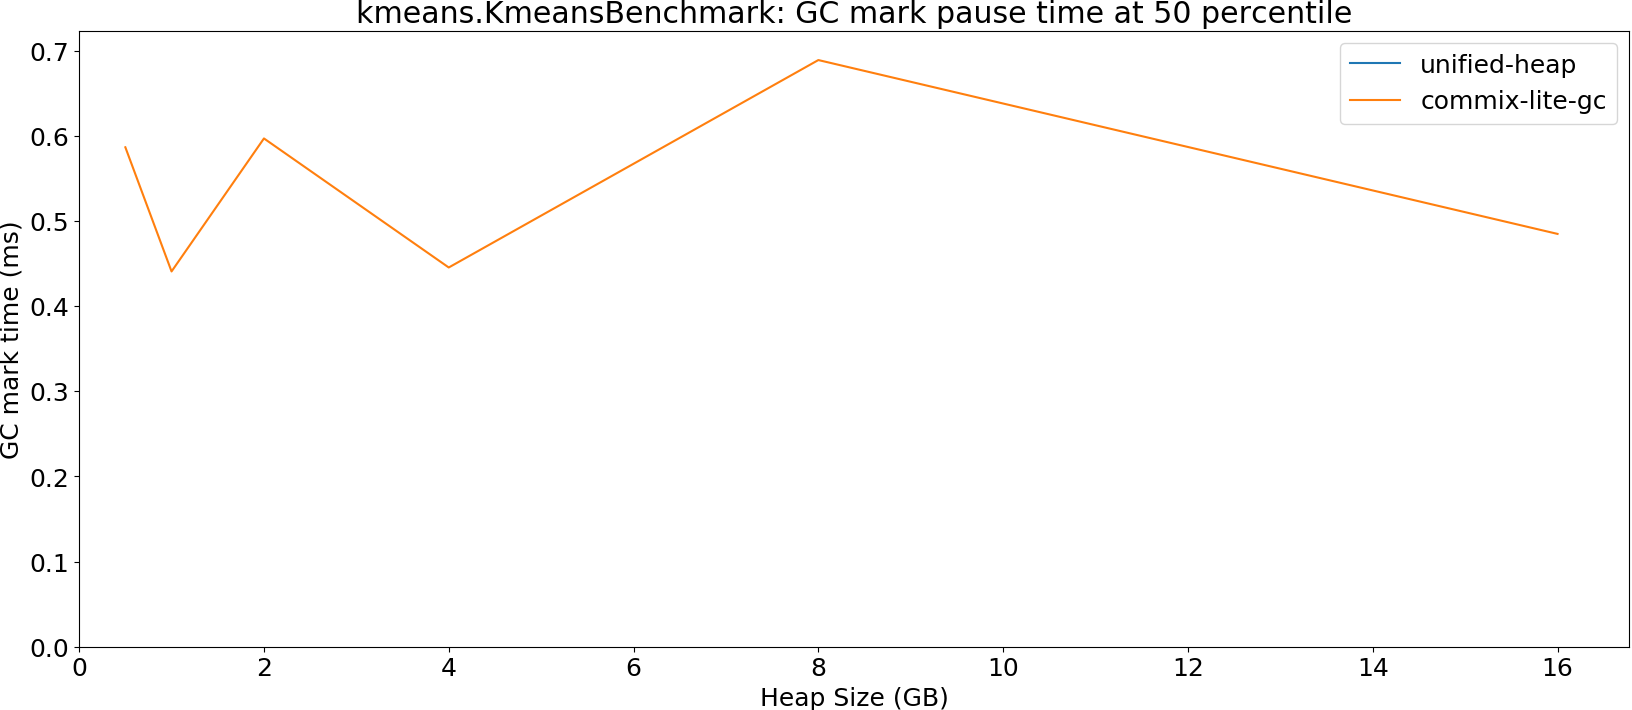 kmeans.KmeansBenchmark: GC mark pause time at 50 percentile
unified-heap
commix-lite-gc
GC mark time (ms)
0.7
0.6
0.5
0.4
0.3
0.2
0.1
0.0
0 2 4 6 8 10 12 14 16
Heap Size (GB)